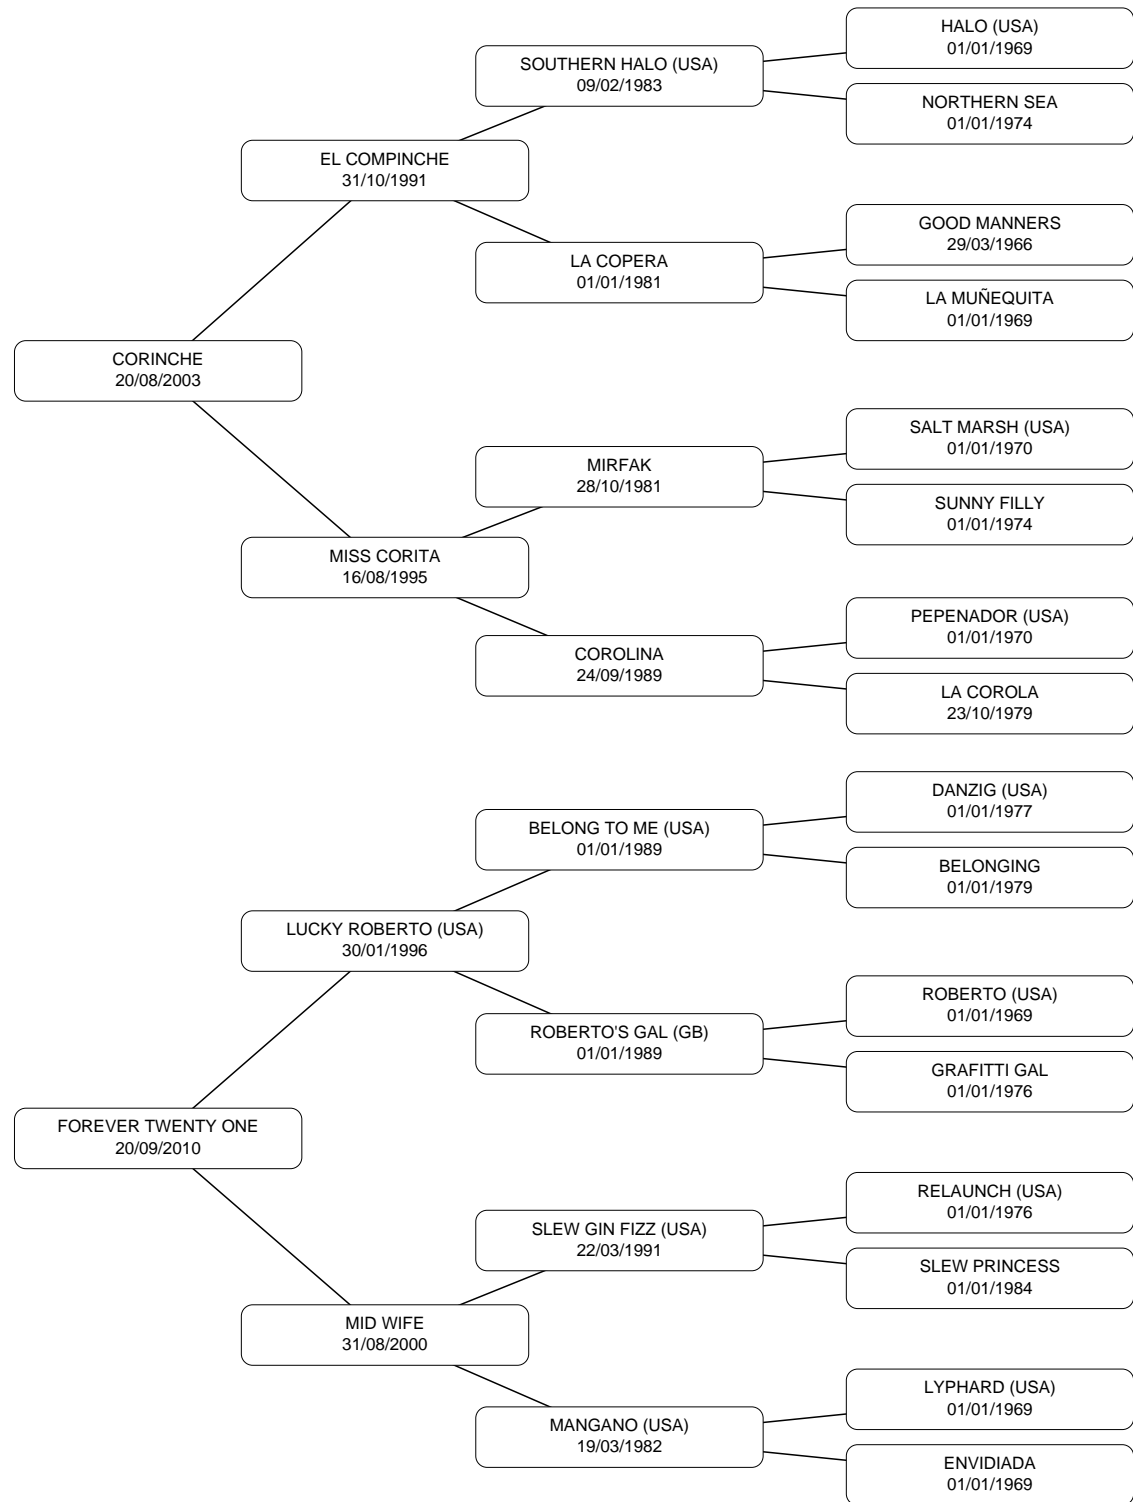 HALO (USA)
01/01/1969
SOUTHERN HALO (USA)
09/02/1983
NORTHERN SEA
01/01/1974
EL COMPINCHE
31/10/1991
GOOD MANNERS
29/03/1966
LA COPERA
01/01/1981
LA MUÑEQUITA
01/01/1969
CORINCHE
20/08/2003
SALT MARSH (USA)
01/01/1970
MIRFAK
28/10/1981
SUNNY FILLY
01/01/1974
MISS CORITA
16/08/1995
PEPENADOR (USA)
01/01/1970
COROLINA
24/09/1989
LA COROLA
23/10/1979
DANZIG (USA)
01/01/1977
BELONG TO ME (USA)
01/01/1989
BELONGING
01/01/1979
LUCKY ROBERTO (USA)
30/01/1996
ROBERTO (USA)
01/01/1969
ROBERTO'S GAL (GB)
01/01/1989
GRAFITTI GAL
01/01/1976
FOREVER TWENTY ONE
20/09/2010
RELAUNCH (USA)
01/01/1976
SLEW GIN FIZZ (USA)
22/03/1991
SLEW PRINCESS
01/01/1984
MID WIFE
31/08/2000
LYPHARD (USA)
01/01/1969
MANGANO (USA)
19/03/1982
ENVIDIADA
01/01/1969